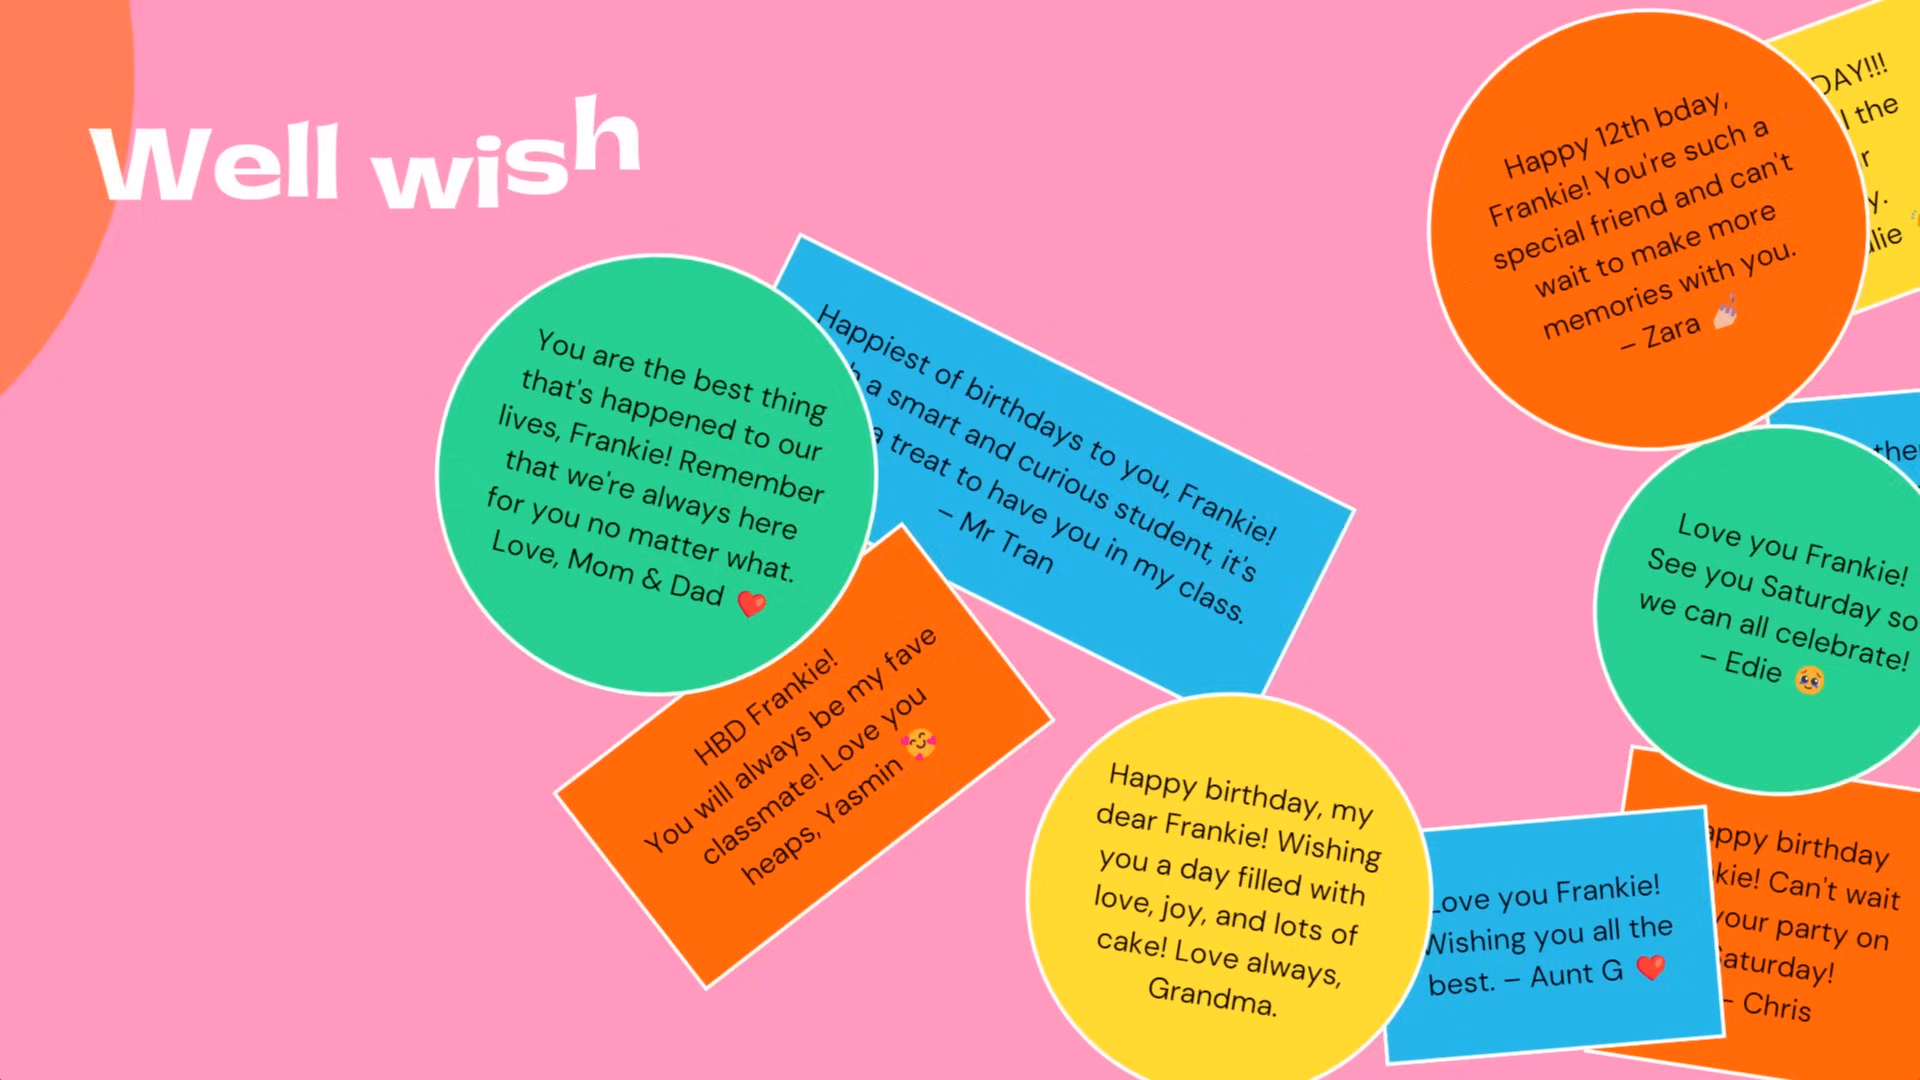 Well wish
You are the best thing
that's happened to our
lives, Frankie! Remember
that we're always here
for you no matter what.
Love, Mom & Dad ❤️
Happiest of birthdays to you, Frankie!
a smart and curious student, it's
a treat to have you in my class.
– Mr Tran
HBD Frankie!
You will always be my fave
classmate! Love you
heaps, Yasmin 🥰
Happy birthday, my
dear Frankie! Wishing
you a day filled with
love, joy, and lots of
cake! Love always,
Grandma.
Happy 12th bday,
Frankie! You're such a
special friend and can't
wait to make more
memories with you.
– Zara 💅🏻
DAY!!!
the
Love you Frankie!
See you Saturday so
we can all celebrate!
– Edie 🥹
Love you Frankie!
Wishing you all the
best. – Aunt G ❤️
birthday
Can't wait
your party on
Saturday!
– Chris